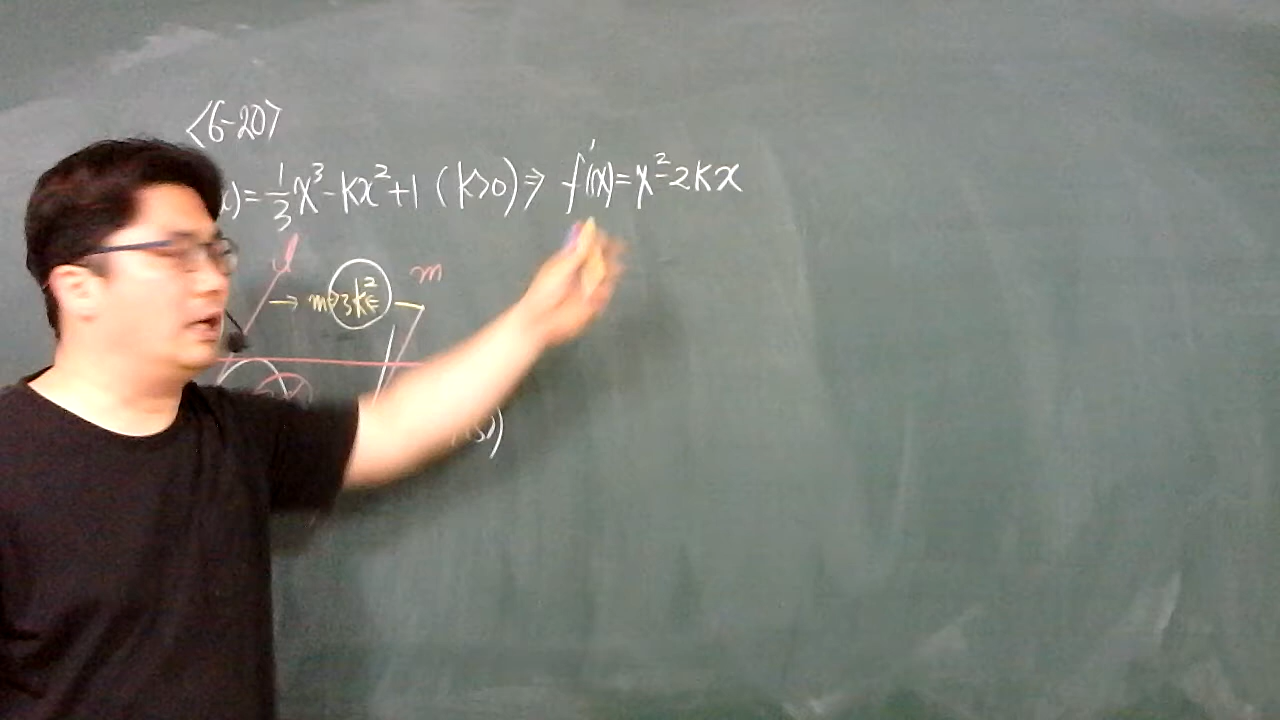 <6-20>
x) = 1/3 x³ - kx² + 1 (k>0) ⇒ f'(x) = x² - 2kx
l
m
3k²